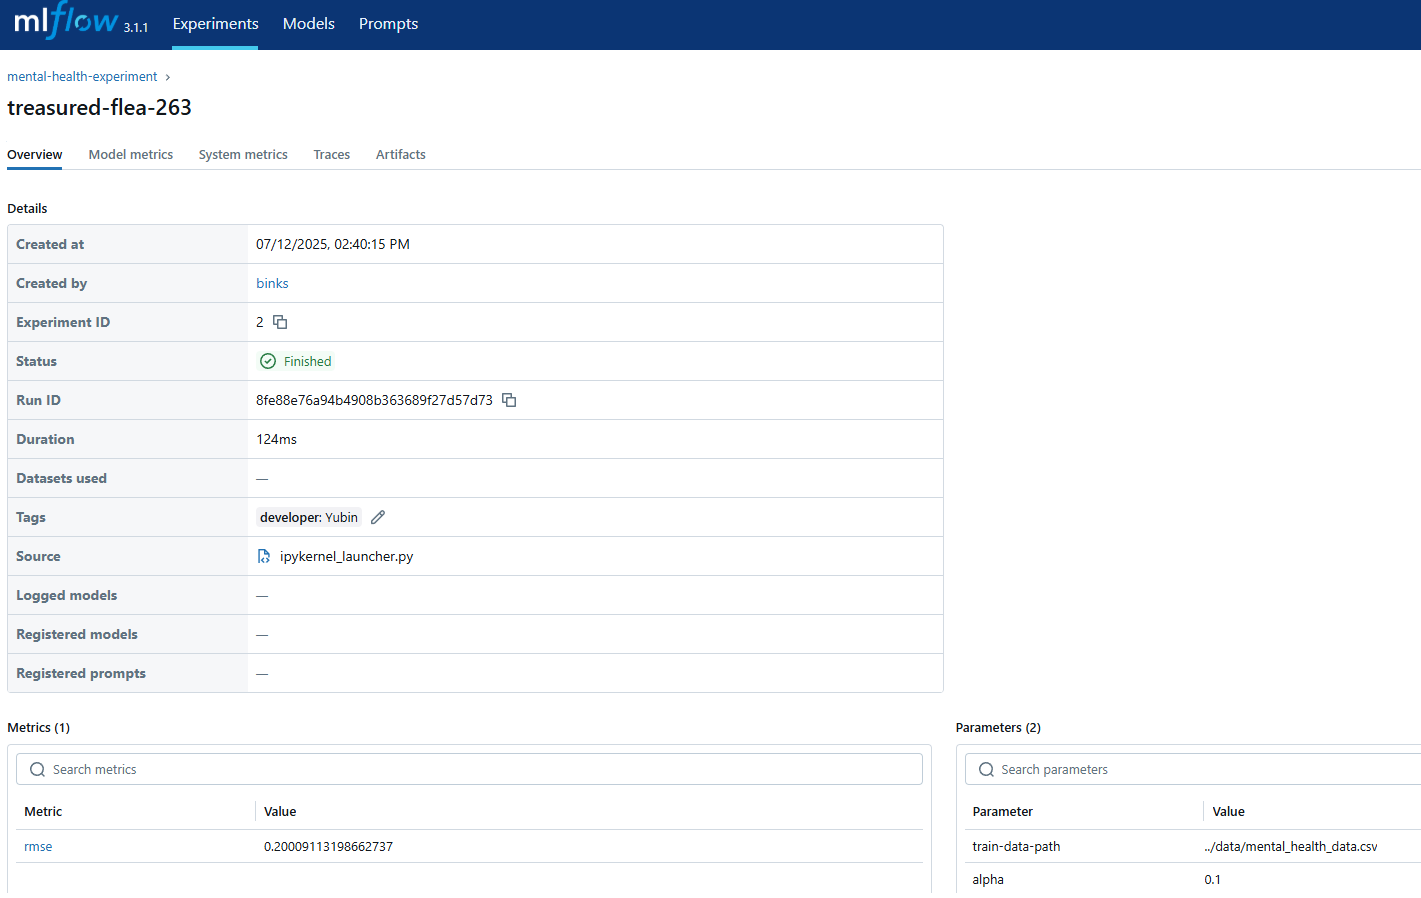 mlflow 3.1.1 Experiments Models Prompts
mental-health-experiment ›
treasured-flea-263
Overview Model metrics System metrics Traces Artifacts
Details
Created at 07/12/2025, 02:40:15 PM
Created by binks
Experiment ID 2
Status Finished
Run ID 8fe88e76a94b4908b363689f27d57d73
Duration 124ms
Datasets used —
Tags developer: Yubin
Source ipykernel_launcher.py
Logged models —
Registered models —
Registered prompts —
Metrics (1)
Search metrics
Metric Value
rmse 0.20009113198662737
Parameters (2)
Search parameters
Parameter Value
train-data-path ../data/mental_health_data.csv
alpha 0.1